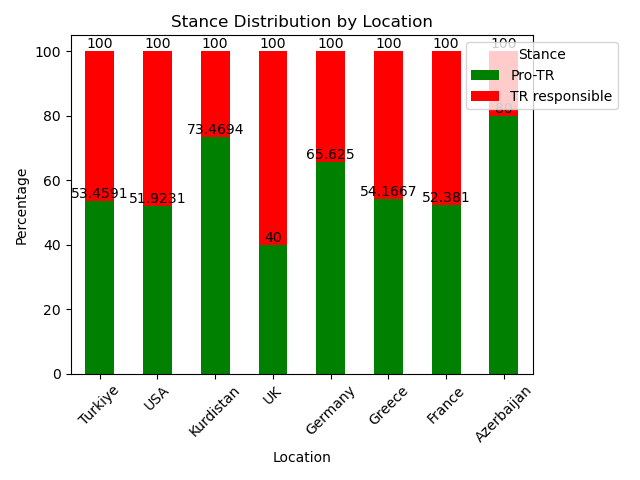 Stance Distribution by Location
100 100 100 100 100 100 100 100
Stance
Pro-TR
TR responsible
53.4591 51.9231 73.4694 40 65.625 54.1667 52.381 80
100
80
60
40
20
0
Percentage
Turkiye USA Kurdistan UK Germany Greece France Azerbaijan
Location